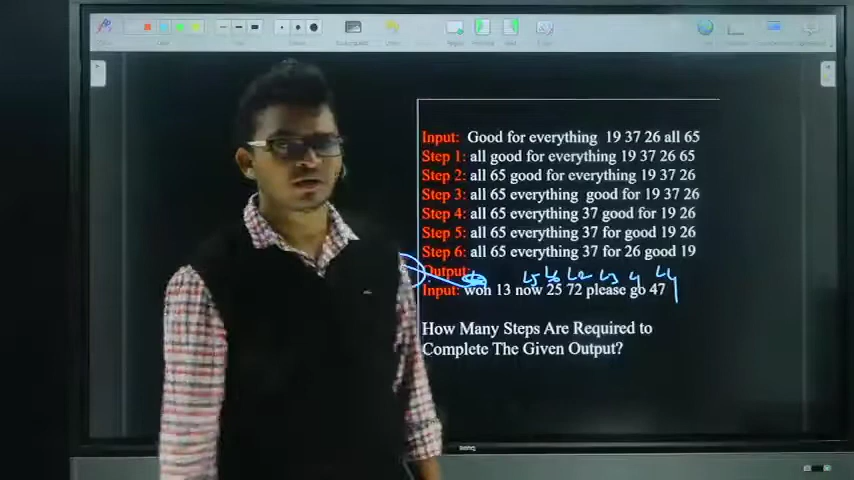 Input: Good for everything 19 37 26 all 65
Step 1: all good for everything 19 37 26 65
Step 2: all 65 good for everything 19 37 26
Step 3: all 65 everything good for 19 37 26
Step 4: all 65 everything 37 good for 19 26
Step 5: all 65 everything 37 for good 19 26
Step 6: all 65 everything 37 for 26 good 19
Output:
Input: woh 13 now 25 72 please go 47
How Many Steps Are Required to
Complete The Given Output?
BenQ